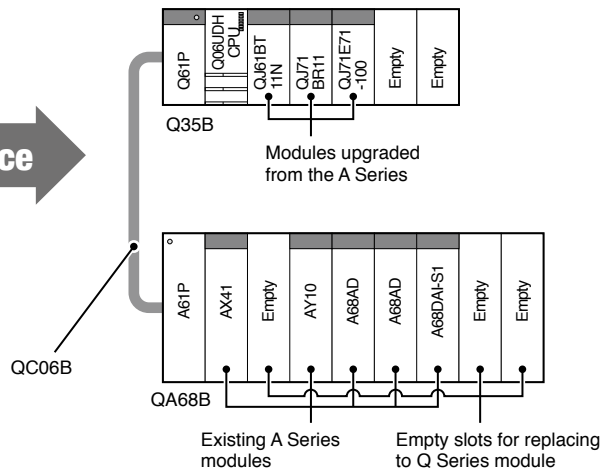 Q61P
Q06UDH
CPU
QJ61BT
11N
QJ71
BR11
QJ71E71
-100
Empty
Empty
Q35B
Modules upgraded
from the A Series
ce
A61P
AX41
Empty
AY10
A68AD
A68AD
A68DAI-S1
Empty
Empty
QC06B
QA68B
Existing A Series
modules
Empty slots for replacing
to Q Series module